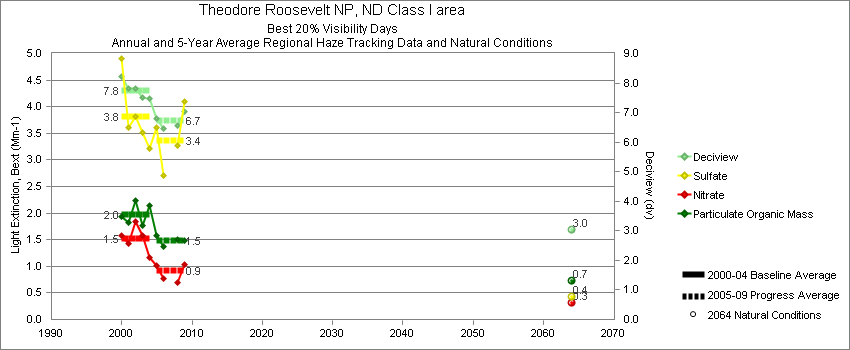 Theodore Roosevelt NP, ND Class I area
Best 20% Visibility Days
Annual and 5-Year Average Regional Haze Tracking Data and Natural Conditions
Light Extinction, Bext (Mm-1)
5.0
4.5
4.0
3.5
3.0
2.5
2.0
1.5
1.0
0.5
0.0
7.8
3.8
2.0
1.5
6.7
3.4
1.5
0.9
3.0
0.7
0.4
0.3
9.0
8.0
7.0
6.0
5.0
4.0
3.0
2.0
1.0
0.0
Deciview (dv)
1990 2000 2010 2020 2030 2040 2050 2060 2070
Deciview
Sulfate
Nitrate
Particulate Organic Mass
2000-04 Baseline Average
2005-09 Progress Average
2064 Natural Conditions